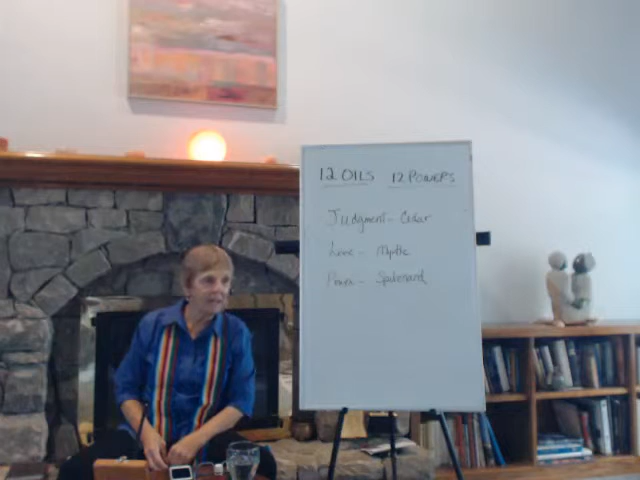 12 OILS 12 POWERS
Judgment - Cedar
Love - Myrtle
Power - Spikenard